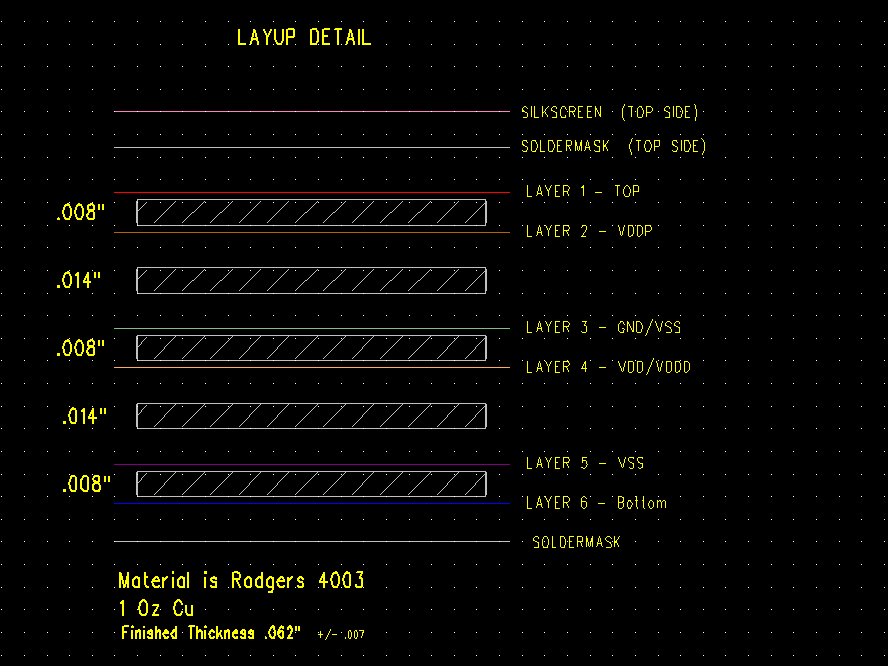 LAYUP DETAIL
SILKSCREEN (TOP SIDE)
SOLDERMASK (TOP SIDE)
LAYER 1 - TOP
.008"
LAYER 2 - VDDP
.014"
LAYER 3 - GND/VSS
.008"
LAYER 4 - VDD/VDDD
.014"
LAYER 5 - VSS
.008"
LAYER 6 - Bottom
SOLDERMASK
Material is Rodgers 4003
1 Oz Cu
Finished Thickness .062" +/- .007